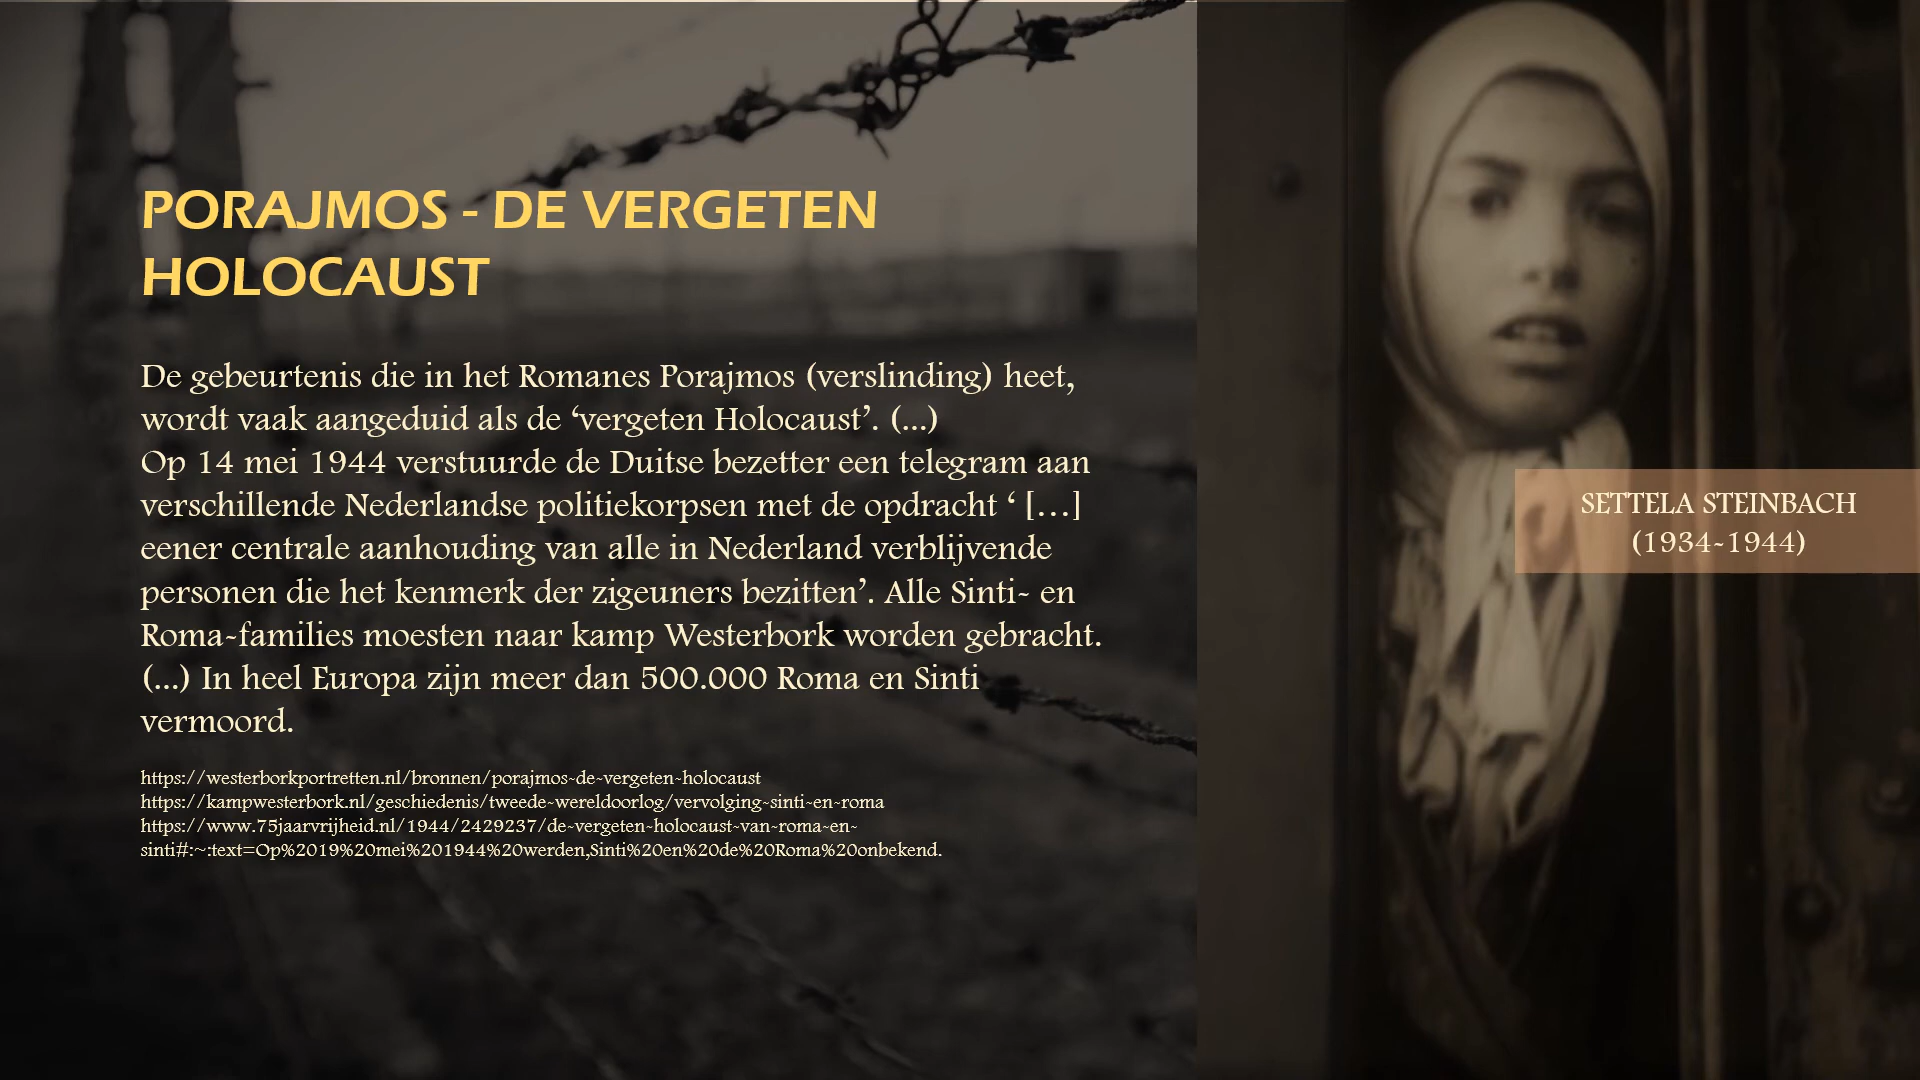 PORAJMOS - DE VERGETEN
HOLOCAUST
De gebeurtenis die in het Romanes Porajmos (verslinding) heet,
wordt vaak aangeduid als de ‘vergeten Holocaust’. (...)
Op 14 mei 1944 verstuurde de Duitse bezetter een telegram aan
verschillende Nederlandse politiekorpsen met de opdracht ‘ […]
eener centrale aanhouding van alle in Nederland verblijvende
personen die het kenmerk der zigeuners bezitten’. Alle Sinti- en
Roma-families moesten naar kamp Westerbork worden gebracht.
(...) In heel Europa zijn meer dan 500.000 Roma en Sinti
vermoord.
https://westerborkportretten.nl/bronnen/porajmos-de-vergeten-holocaust
https://kampwesterbork.nl/geschiedenis/tweede-wereldoorlog/vervolging-sinti-en-roma
https://www.75jaarvrijheid.nl/1944/2429237/de-vergeten-holocaust-van-roma-en-
sinti#:~:text=Op%2019%20mei%201944%20werden,Sinti%20en%20de%20Roma%20onbekend.
SETTELA STEINBACH
(1934-1944)